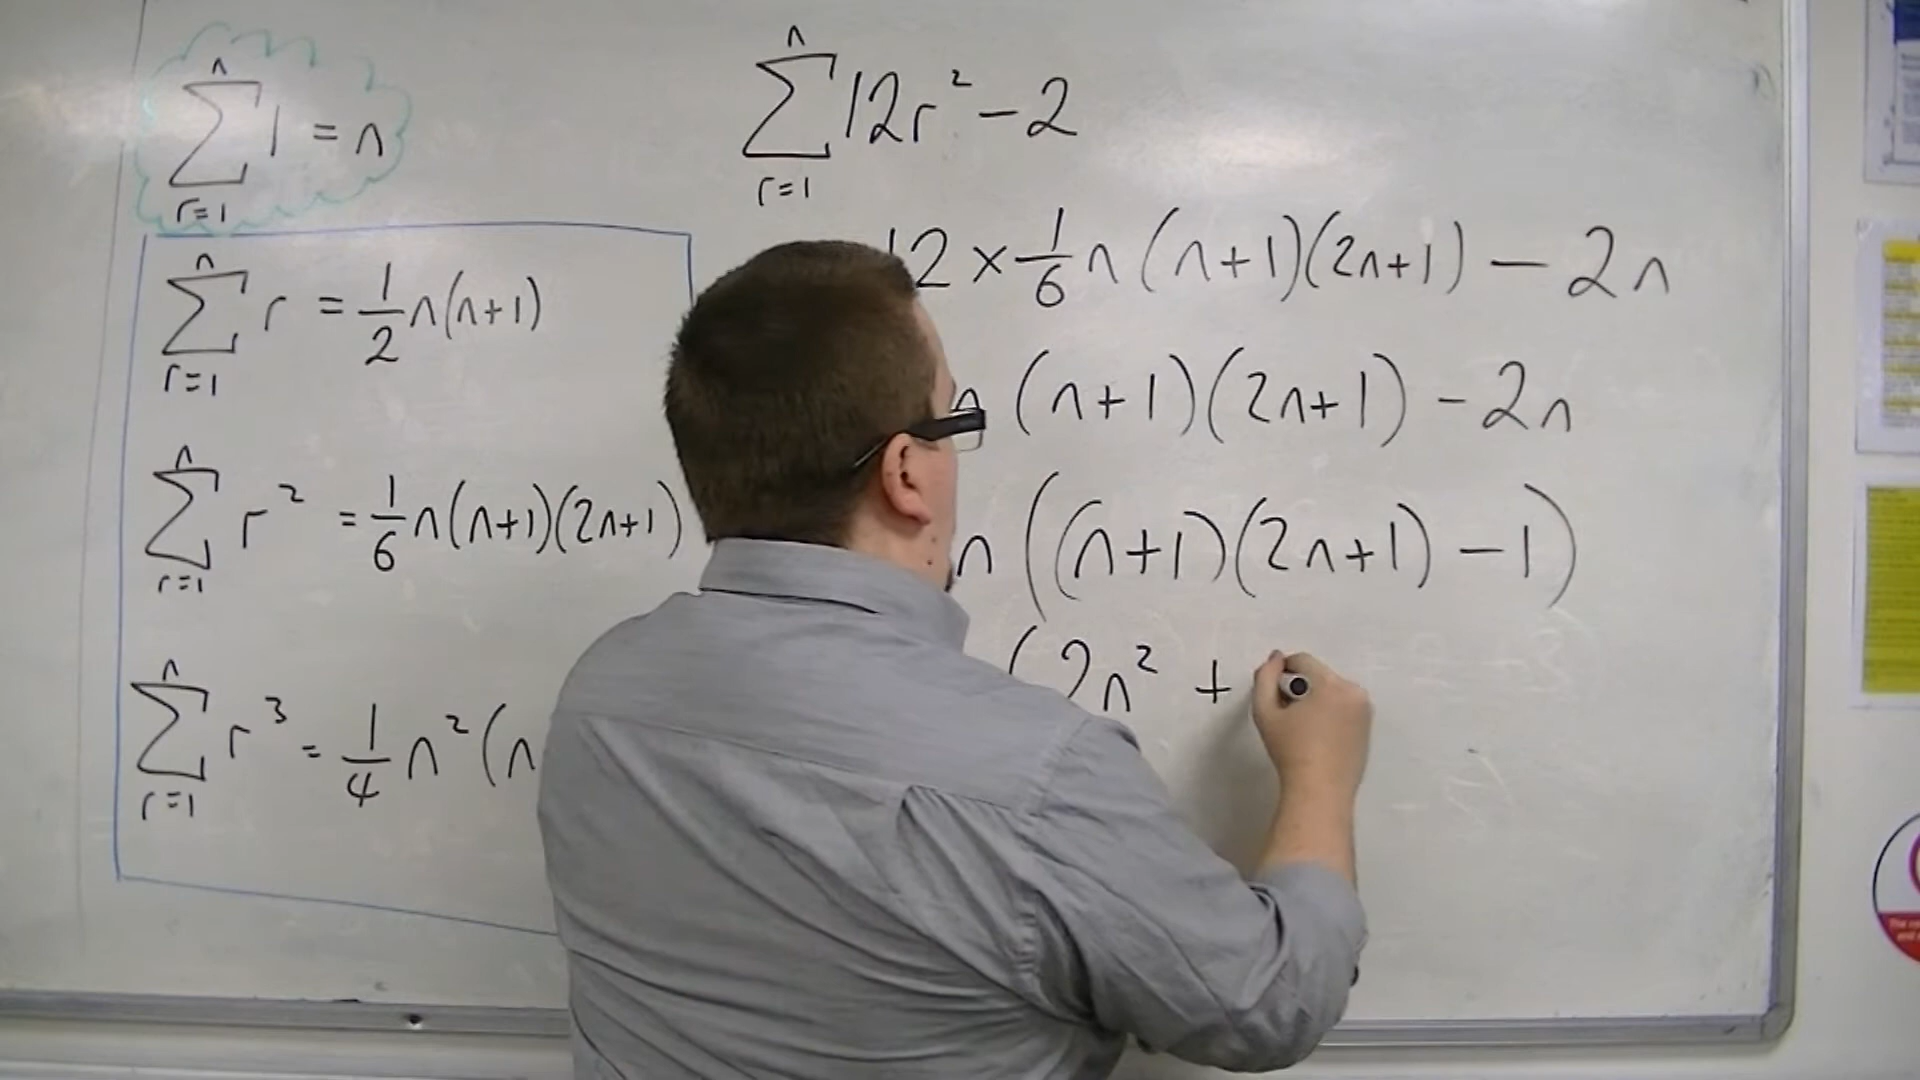 n
∑ 1 = n
r=1
n
∑ r = 1/2 n(n+1)
r=1
n
∑ r² = 1/6 n(n+1)(2n+1)
r=1
n
∑ r³ = 1/4 n² (n
r=1
n
∑ 12r² - 2
r=1
12 × 1/6 n (n+1)(2n+1) - 2n
n (n+1)(2n+1) - 2n
n ((n+1)(2n+1) - 1)
( 2n² +